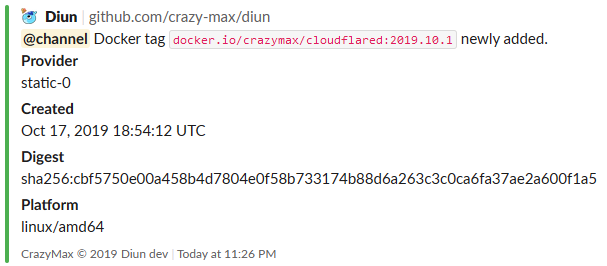 Diun | github.com/crazy-max/diun
@channel Docker tag docker.io/crazymax/cloudflared:2019.10.1 newly added.
Provider
static-0
Created
Oct 17, 2019 18:54:12 UTC
Digest
sha256:cbf5750e00a458b4d7804e0f58b733174b88d6a263c3c0ca6fa37ae2a600f1a5
Platform
linux/amd64
CrazyMax © 2019 Diun dev | Today at 11:26 PM